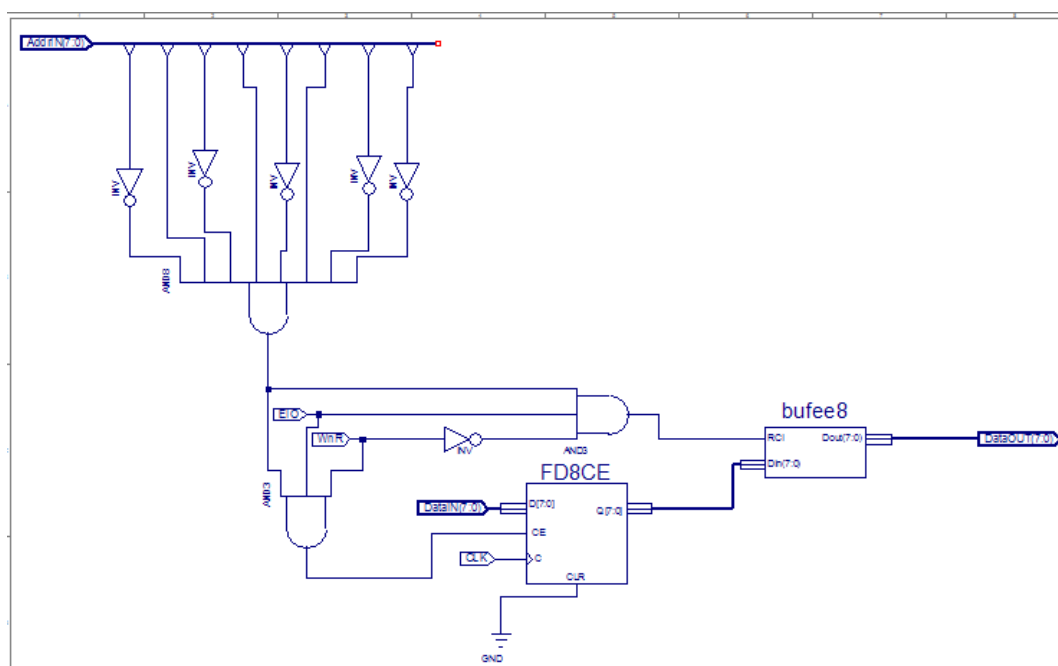 AddrIN(7:0)
INV
INV
INV
INV
INV
AND8
EIO
WnR
INV
AND3
AND3
bufee8
RCI
Dout(7:0)
Din(7:0)
DataOUT(7:0)
FD8CE
DataIN(7:0)
D[7:0]
Q[7:0]
CE
CLK
C
CLR
GND